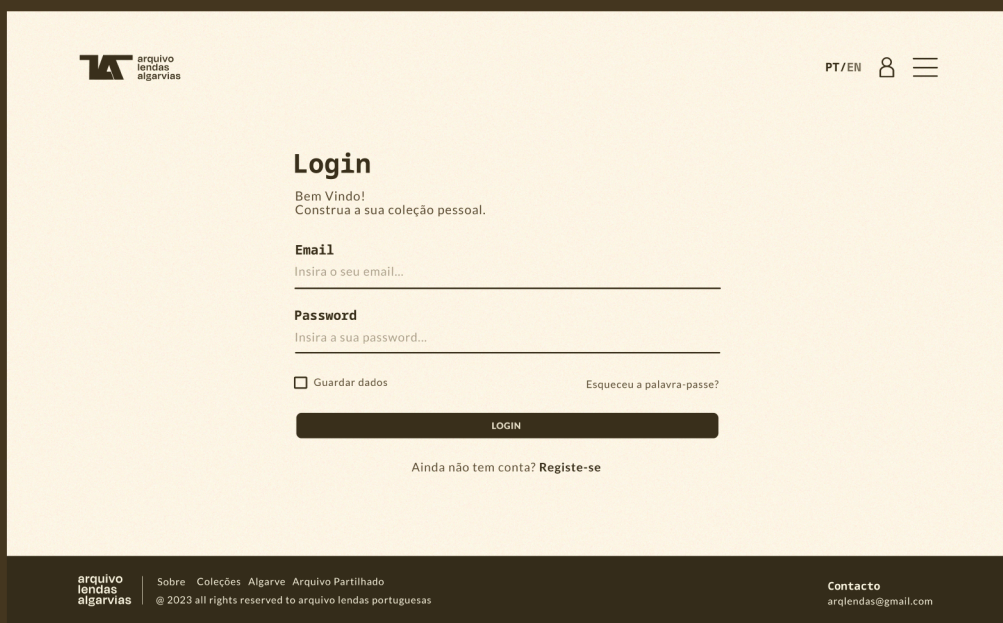 arquivo
lendas
algarvias
PT/EN
Login
Bem Vindo!
Construa a sua coleção pessoal.
Email
Insira o seu email...
Password
Insira a sua password...
Guardar dados
Esqueceu a palavra-passe?
LOGIN
Ainda não tem conta? Registe-se
arquivo
lendas
algarvias
Sobre Coleções Algarve Arquivo Partilhado
@ 2023 all rights reserved to arquivo lendas portuguesas
Contacto
arqlendas@gmail.com